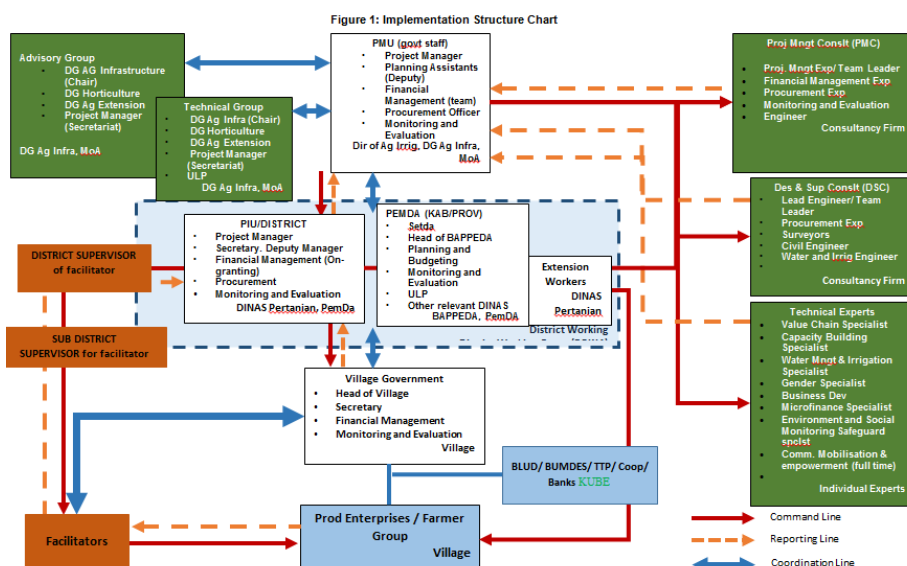 Figure 1: Implementation Structure Chart
Advisory Group
• DG AG Infrastructure
(Chair)
• DG Horticulture
• DG Ag Extension
• Project Manager
(Secretariat)
DG Ag Infra, MoA
Technical Group
• DG Ag Infra (Chair)
• DG Horticulture
• DG Ag Extension
• Project Manager
(Secretariat)
• ULP
DG Ag Infra, MoA
PMU (govt staff)
• Project Manager
• Planning Assistants
(Deputy)
• Financial
Management (team)
• Procurement Officer
• Monitoring and
Evaluation
Dir of Ag Irrig, DG Ag Infra,
MoA
Proj Mngt Conslt (PMC)
• Proj. Mngt Exp/ Team
Leader
• Financial Management Exp
• Procurement Exp
• Monitoring and Evaluation
• Engineer
Consultancy Firm
Des & Sup Conslt (DSC)
• Lead Engineer/ Team
Leader
• Procurement Exp
• Surveyors
• Civil Engineer
• Water and Irrig Engineer
•
Consultancy Firm
Technical Experts
• Value Chain Specialist
• Capacity Building
Specialist
• Water Mngt & Irrigation
Specialist
• Gender Specialist
• Business Dev
• Microfinance Specialist
• Environment and Social
Monitoring Safeguard
spclst
• Comm. Mobilisation &
empowerment (full time)
•
Individual Experts
PIU/DISTRICT
• Project Manager
• Secretary. Deputy Manager
• Financial Management (On-
granting)
• Procurement
• Monitoring and Evaluation
DINAS Pertanian, PemDa
PEMDA (KAB/PROV)
• Setda
• Head of BAPPEDA
• Planning and
Budgeting
• Monitoring and
Evaluation
• ULP
• Other relevant DINAS
BAPPEDA, PemDA
Extension
Workers
DINAS
Pertanian
District Working
DISTRICT SUPERVISOR
of facilitator
SUB DISTRICT
SUPERVISOR for facilitator
Village Government
• Head of Village
• Secretary
• Financial Management
• Monitoring and Evaluation
Village
BLUD/ BUMDES/ TTP/ Coop/
Banks KUBE
Facilitators
Prod Enterprises / Farmer
Group
Village
Command Line
Reporting Line
Coordination Line